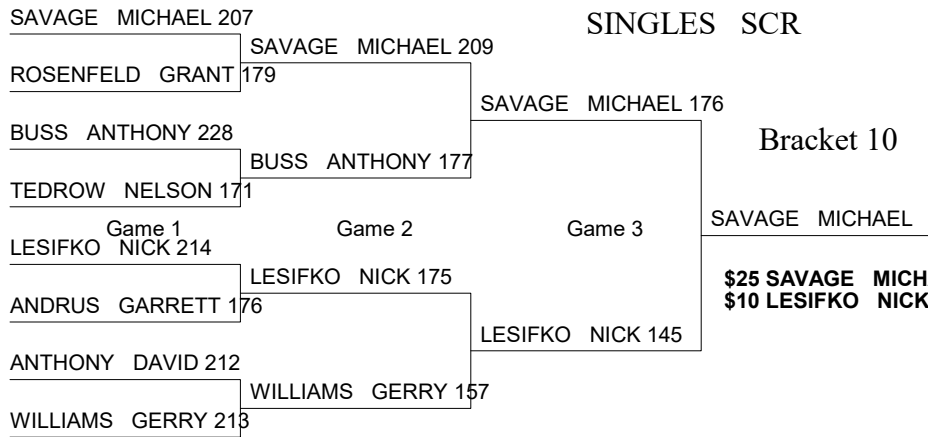 SINGLES SCR
Bracket 10
SAVAGE MICHAEL 207
ROSENFELD GRANT 179
BUSS ANTHONY 228
TEDROW NELSON 171
Game 1
LESIFKO NICK 214
ANDRUS GARRETT 176
ANTHONY DAVID 212
WILLIAMS GERRY 213
SAVAGE MICHAEL 209
BUSS ANTHONY 177
Game 2
LESIFKO NICK 175
WILLIAMS GERRY 157
SAVAGE MICHAEL 176
Game 3
LESIFKO NICK 145
SAVAGE MICHAEL
$25 SAVAGE MICH
$10 LESIFKO NICK